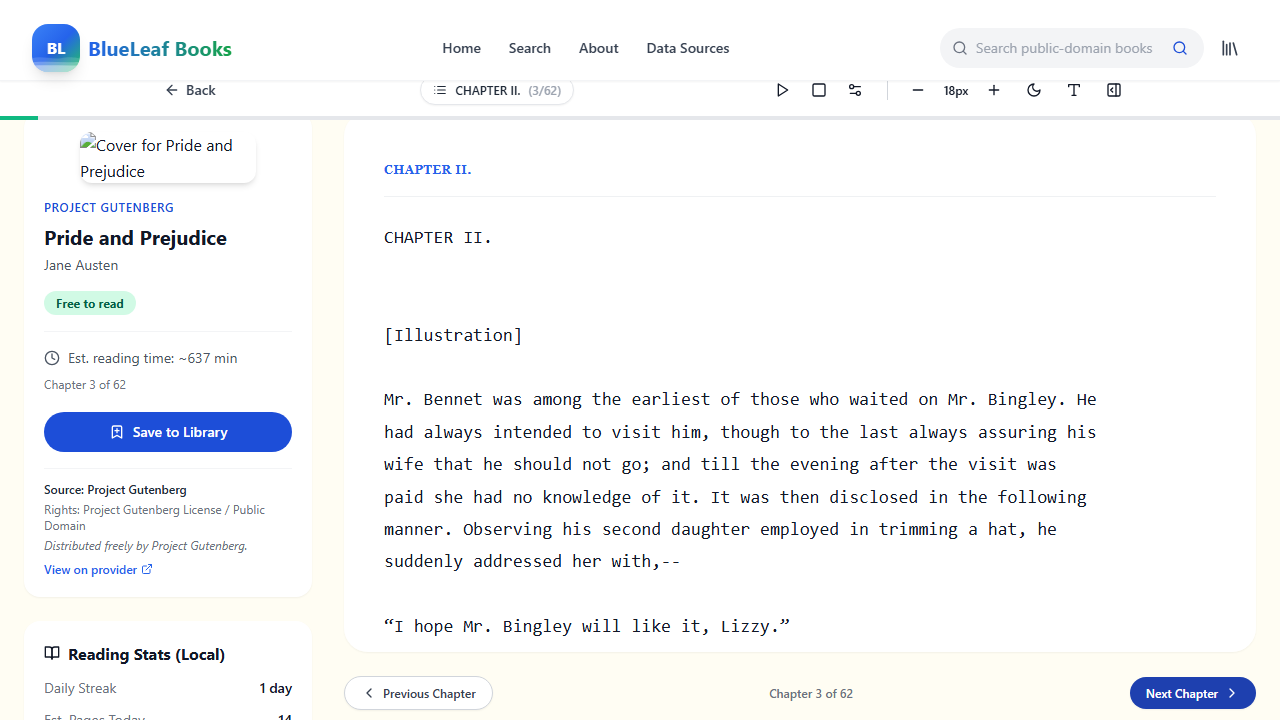 BL BlueLeaf Books
Home Search About Data Sources
Search public-domain books
Back
CHAPTER II. (3/62)
18px
Cover for Pride and
Prejudice
PROJECT GUTENBERG
Pride and Prejudice
Jane Austen
Free to read
Est. reading time: ~637 min
Chapter 3 of 62
Save to Library
Source: Project Gutenberg
Rights: Project Gutenberg License / Public
Domain
Distributed freely by Project Gutenberg.
View on provider
Reading Stats (Local)
Daily Streak 1 day
Est. Pages Today 14
CHAPTER II.
CHAPTER II.
[Illustration]
Mr. Bennet was among the earliest of those who waited on Mr. Bingley. He
had always intended to visit him, though to the last always assuring his
wife that he should not go; and till the evening after the visit was
paid she had no knowledge of it. It was then disclosed in the following
manner. Observing his second daughter employed in trimming a hat, he
suddenly addressed her with,--
“I hope Mr. Bingley will like it, Lizzy.”
Previous Chapter
Chapter 3 of 62
Next Chapter